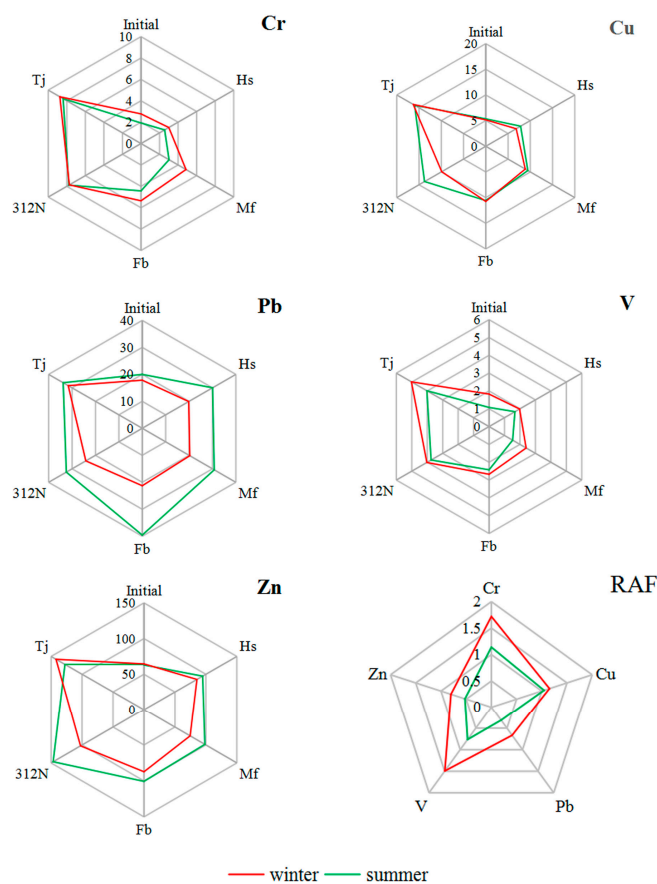 Cr
Initial
10
8
6
4
2
0
Hs
Mf
Fb
312N
Tj
Cu
Initial
20
15
10
5
0
Hs
Mf
Fb
312N
Tj
Pb
Initial
40
30
20
10
0
Hs
Mf
Fb
312N
Tj
V
Initial
6
5
4
3
2
1
0
Hs
Mf
Fb
312N
Tj
Zn
Initial
150
100
50
0
Hs
Mf
Fb
312N
Tj
RAF
Cr
2
1.5
1
0.5
0
Cu
Pb
V
Zn
winter summer